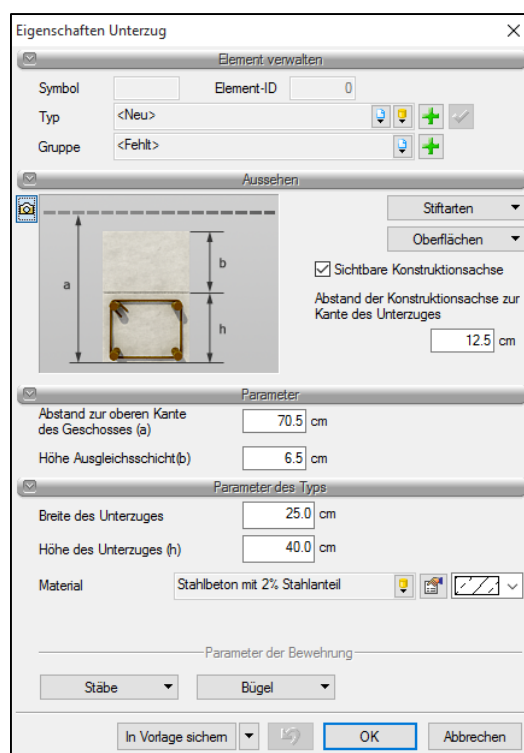 Eigenschaften Unterzug
Element verwalten
Symbol Element-ID 0
Typ <Neu>
Gruppe <Fehlt>
Aussehen
a b h
Stiftarten
Oberflächen
Sichtbare Konstruktionsachse
Abstand der Konstruktionsachse zur
Kante des Unterzuges
12.5 cm
Parameter
Abstand zur oberen Kante
des Geschosses (a) 70.5 cm
Höhe Ausgleichsschicht(b) 6.5 cm
Parameter des Typs
Breite des Unterzuges 25.0 cm
Höhe des Unterzuges (h) 40.0 cm
Material Stahlbeton mit 2% Stahlanteil
Parameter der Bewehrung
Stäbe Bügel
In Vorlage sichern OK Abbrechen